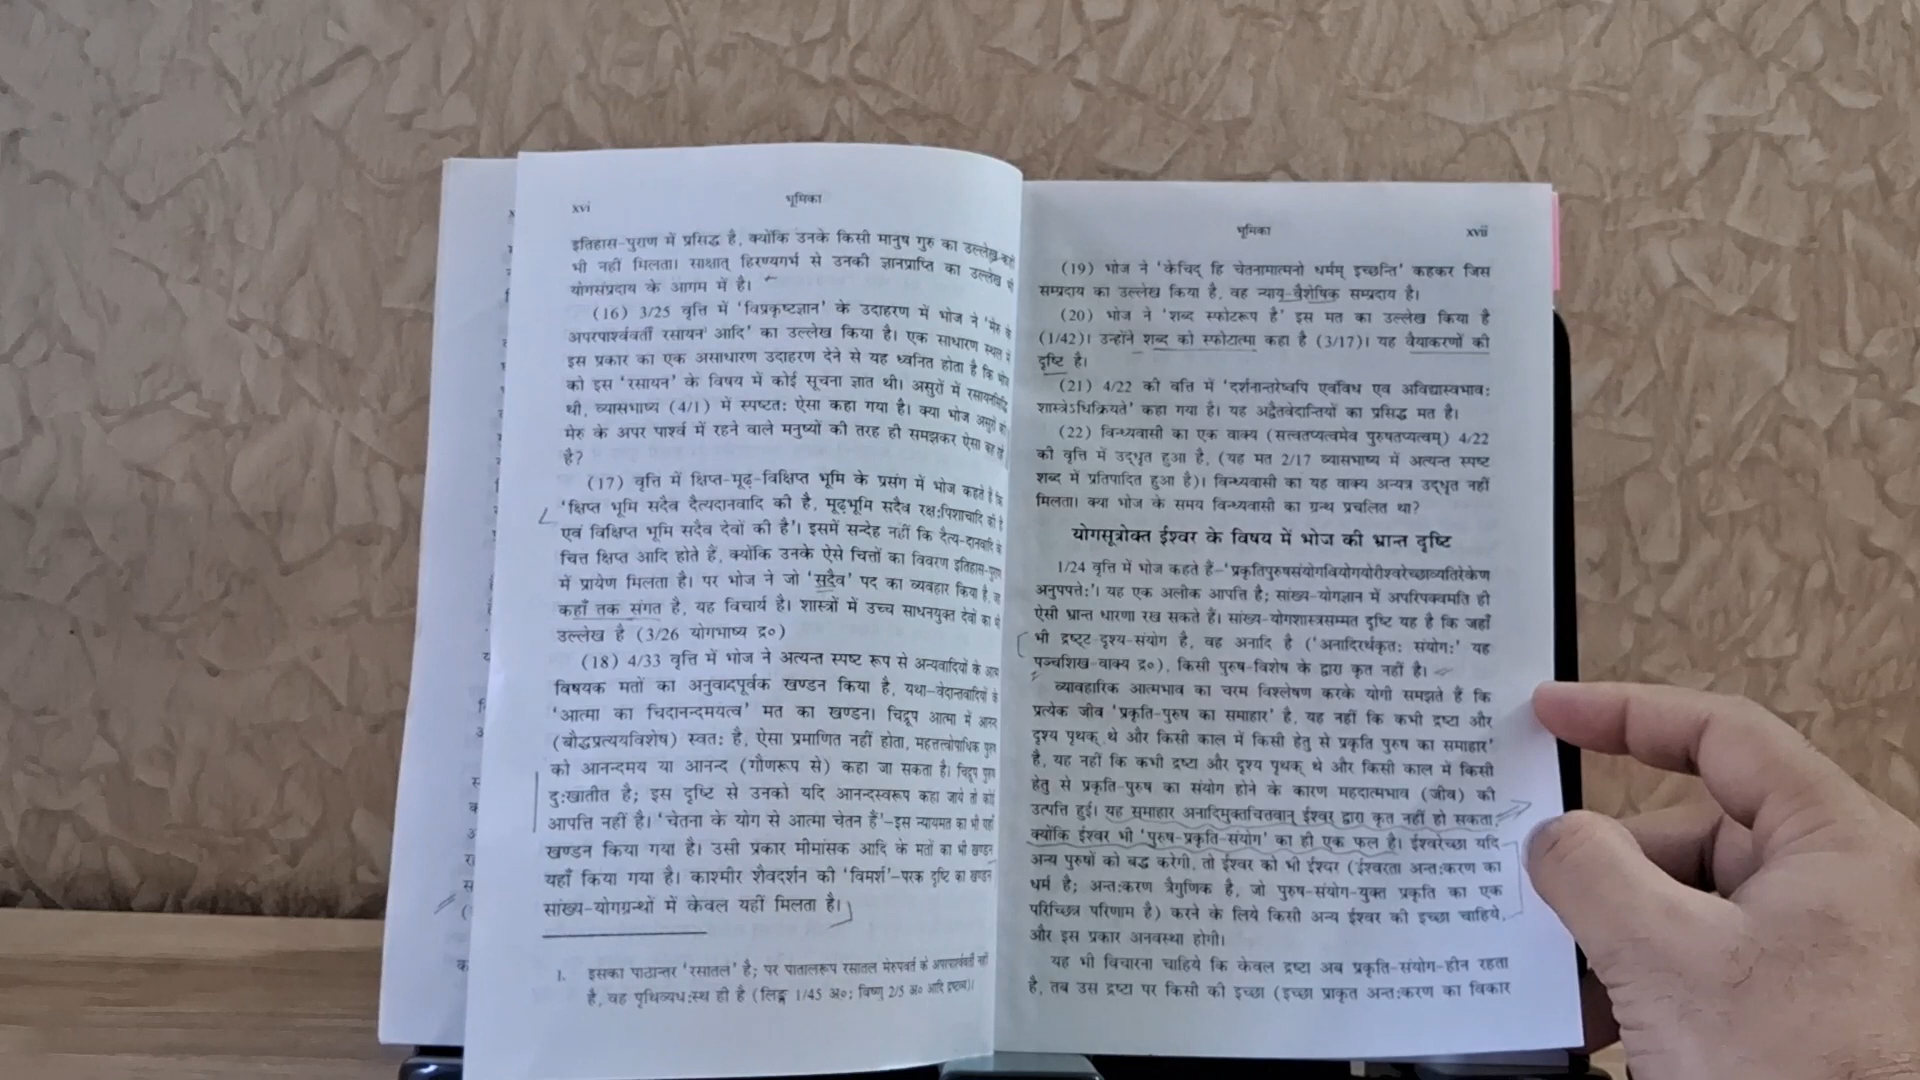 xvi
भूमिका
इतिहास-पुराण में प्रसिद्ध है, क्योंकि उनके किसी मानुष गुरु का उल्लेख कहीं
भी नहीं मिलता। साक्षात् हिरण्यगर्भ से उनकी ज्ञानप्राप्ति का उल्लेख भी
योगसंप्रदाय के आगम में है।
(16) 3/25 वृत्ति में 'विप्रकृष्टज्ञान' के उदाहरण में भोज ने 'मेरु के
अपरपार्श्ववर्ती रसायन' आदि' का उल्लेख किया है। एक साधारण स्थल में
इस प्रकार का एक असाधारण उदाहरण देने से यह ध्वनित होता है कि भोज
को इस 'रसायन' के विषय में कोई सूचना ज्ञात थी। असुरों में रसायनसिद्धि
थी, व्यासभाष्य (4/1) में स्पष्टतः ऐसा कहा गया है। क्या भोज असुरों को
मेरु के अपर पार्श्व में रहने वाले मनुष्यों की तरह ही समझकर ऐसा कह रहे
है?
(17) वृत्ति में क्षिप्त-मूढ़-विक्षिप्त भूमि के प्रसंग में भोज कहते हैं कि
'क्षिप्त भूमि सदैव दैत्यदानवादि की है, मूढ़भूमि सदैव रक्षःपिशाचादि की है
एवं विक्षिप्त भूमि सदैव देवों की है'। इसमें सन्देह नहीं कि दैत्य-दानवादि के
चित्त क्षिप्त आदि होते हैं, क्योंकि उनके ऐसे चित्तों का विवरण इतिहास-पुराण
में प्रायेण मिलता है। पर भोज ने जो 'सदैव' पद का व्यवहार किया है, वह
कहाँ तक संगत है, यह विचार्य है। शास्त्रों में उच्च साधनयुक्त देवों का भी
उल्लेख है (3/26 योगभाष्य द्र०)
(18) 4/33 वृत्ति में भोज ने अत्यन्त स्पष्ट रूप से अन्यवादियों के आत्म
विषयक मतों का अनुवादपूर्वक खण्डन किया है, यथा-वेदान्तवादियों के
'आत्मा का चिदानन्दमयत्व' मत का खण्डन। चिद्रूप आत्मा में आनन्द
(बौद्धप्रत्ययविशेष) स्वतः है, ऐसा प्रमाणित नहीं होता, महत्तत्त्वोपाधिक पुरुष
को आनन्दमय या आनन्द (गौणरूप से) कहा जा सकता है। चिद्रूप पुरुष
दुःखातीत है; इस दृष्टि से उनको यदि आनन्दस्वरूप कहा जाये तो कोई
आपत्ति नहीं है। 'चेतना के योग से आत्मा चेतन हैं'-इस न्यायमत का भी यहाँ
खण्डन किया गया है। उसी प्रकार मीमांसक आदि के मतों का भी खण्डन
यहाँ किया गया है। काश्मीर शैवदर्शन की 'विमर्श'-परक दृष्टि का खण्डन
सांख्य-योगग्रन्थों में केवल यहीं मिलता है।
1. इसका पाठान्तर 'रसातल' है; पर पातालरूप रसातल मेरुपवर्त के अपरपार्श्ववर्ती नहीं
है, वह पृथिव्यधःस्थ ही है (लिङ्ग 1/45 अ०; विष्णु 2/5 अ० आदि द्रष्टव्य)।
भूमिका
xvii
(19) भोज ने 'केचिद् हि चेतनामात्मनो धर्मम् इच्छन्ति' कहकर जिस
सम्प्रदाय का उल्लेख किया है, वह न्याय-वैशेषिक सम्प्रदाय है।
(20) भोज ने 'शब्द स्फोटरूप है' इस मत का उल्लेख किया है
(1/42)। उन्होंने शब्द को स्फोटात्मा कहा है (3/17)। यह वैयाकरणों की
दृष्टि है।
(21) 4/22 की वत्ति में 'दर्शनान्तरेष्वपि एवंविध एव अविद्यास्वभावः
शास्त्रेऽधिक्रियते' कहा गया है। यह अद्वैतवेदान्तियों का प्रसिद्ध मत है।
(22) विन्ध्यवासी का एक वाक्य (सत्त्वतप्यत्वमेव पुरुषतप्यत्वम्) 4/22
की वृत्ति में उद्धृत हुआ है, (यह मत 2/17 व्यासभाष्य में अत्यन्त स्पष्ट
शब्द में प्रतिपादित हुआ है)। विन्ध्यवासी का यह वाक्य अन्यत्र उद्धृत नहीं
मिलता। क्या भोज के समय विन्ध्यवासी का ग्रन्थ प्रचलित था?
योगसूत्रोक्त ईश्वर के विषय में भोज की भ्रान्त दृष्टि
1/24 वृत्ति में भोज कहते हैं-'प्रकृतिपुरुषसंयोगवियोगयोरीश्वरेच्छाव्यतिरेकेण
अनुपपत्तेः'। यह एक अलीक आपत्ति है; सांख्य-योगज्ञान में अपरिपक्वमति ही
ऐसी भ्रान्त धारणा रख सकते हैं। सांख्य-योगशास्त्रसम्मत दृष्टि यह है कि जहाँ
भी द्रष्ट्ट दृश्य-संयोग है, वह अनादि है ('अनादिरर्थकृतः संयोगः' यह
पञ्चशिख-वाक्य द्र०), किसी पुरुष-विशेष के द्वारा कृत नहीं है।
व्यावहारिक आत्मभाव का चरम विश्लेषण करके योगी समझते हैं कि
प्रत्येक जीव 'प्रकृति-पुरुष का समाहार' है, यह नहीं कि कभी द्रष्टा और
दृश्य पृथक् थे और किसी काल में किसी हेतु से प्रकृति पुरुष का समाहार'
है, यह नहीं कि कभी द्रष्टा और दृश्य पृथक् थे और किसी काल में किसी
हेतु से प्रकृति-पुरुष का संयोग होने के कारण महदात्मभाव (जीव) की
उत्पत्ति हुई। यह समाहार अनादिमुक्तचित्तवान् ईश्वर द्वारा कृत नहीं हो सकता,
क्योंकि ईश्वर भी 'पुरुष-प्रकृति-संयोग' का ही एक फल है। ईश्वरेच्छा यदि
अन्य पुरुषों को बद्ध करेगी, तो ईश्वर को भी ईश्वर (ईश्वरता अन्तःकरण का
धर्म है; अन्तःकरण त्रैगुणिक है, जो पुरुष-संयोग-युक्त प्रकृति का एक
परिच्छिन्न परिणाम है) करने के लिये किसी अन्य ईश्वर की इच्छा चाहिये,
और इस प्रकार अनवस्था होगी।
यह भी विचारना चाहिये कि केवल द्रष्टा अब प्रकृति-संयोग-हीन रहता
है, तब उस द्रष्टा पर किसी की इच्छा (इच्छा प्राकृत अन्तःकरण का विकार